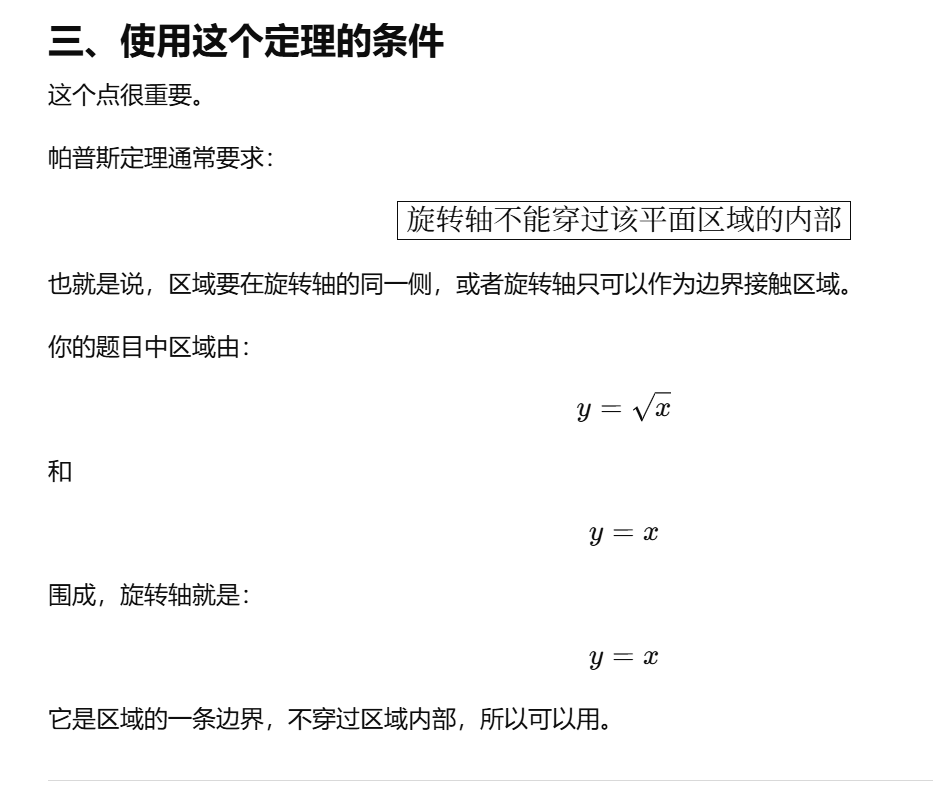 三、使用这个定理的条件
这个点很重要。
帕普斯定理通常要求：
旋转轴不能穿过该平面区域的内部
也就是说，区域要在旋转轴的同一侧，或者旋转轴只可以作为边界接触区域。
你的题目中区域由：
y = √x
和
y = x
围成，旋转轴就是：
y = x
它是区域的一条边界，不穿过区域内部，所以可以用。